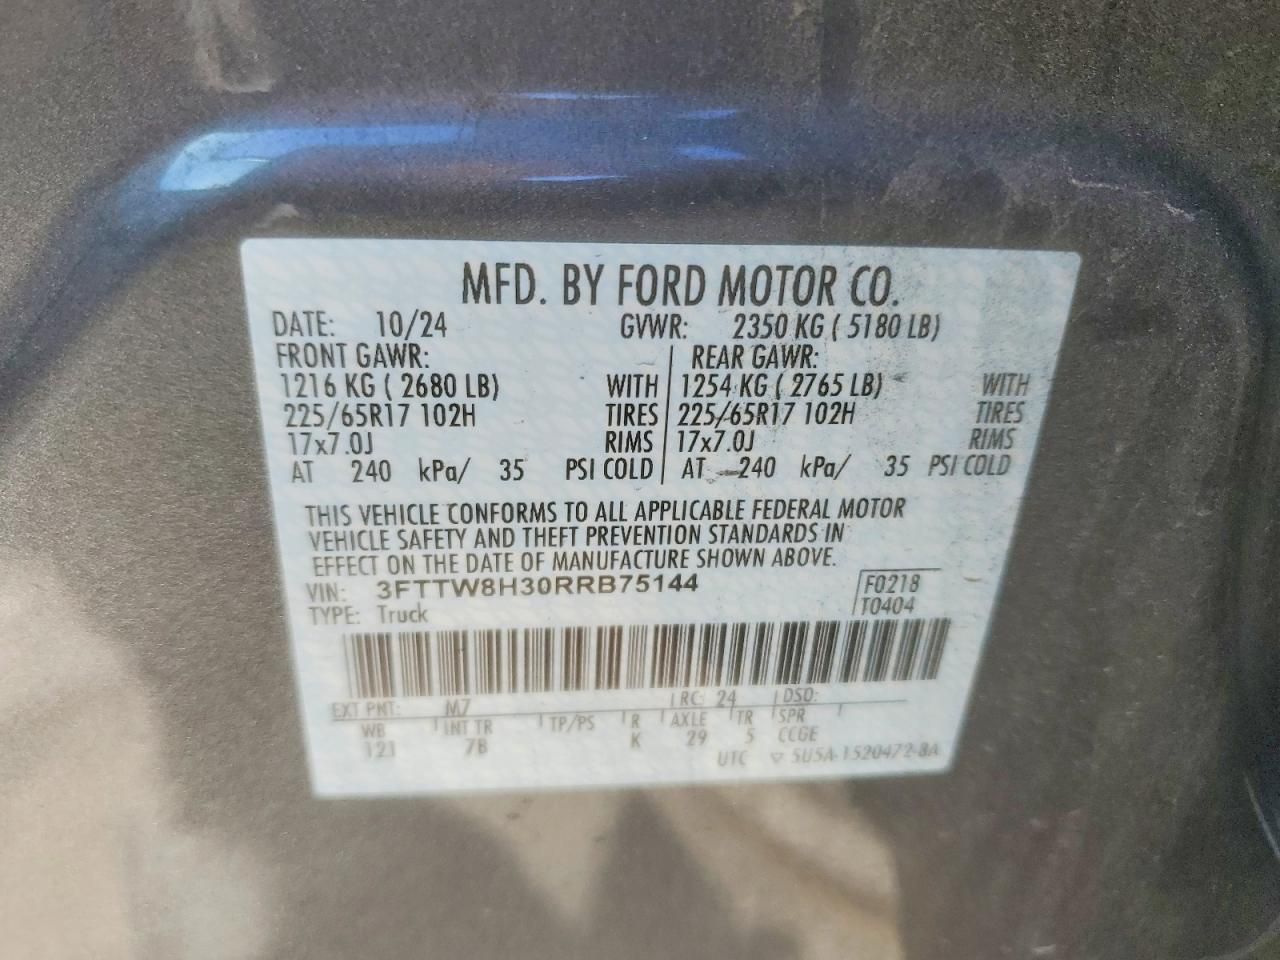 MFD. BY FORD MOTOR CO.
DATE: 10/24 GVWR: 2350 KG ( 5180 LB)
FRONT GAWR: REAR GAWR:
1216 KG ( 2680 LB) WITH 1254 KG ( 2765 LB) WITH
225/65R17 102H TIRES 225/65R17 102H TIRES
17x7.0J RIMS 17x7.0J RIMS
AT 240 kPa/ 35 PSI COLD AT 240 kPa/ 35 PSI COLD
THIS VEHICLE CONFORMS TO ALL APPLICABLE FEDERAL MOTOR
VEHICLE SAFETY AND THEFT PREVENTION STANDARDS IN
EFFECT ON THE DATE OF MANUFACTURE SHOWN ABOVE.
VIN: 3FTTW8H30RRB75144 F0218
TYPE: Truck T0404
EXT PNT: M7 RC: 24 DSO:
WB INT TR TP/PS R AXLE TR SPR
121 7B K 29 5 CCGE
UTC ▽ 5U5A-1520472-BA